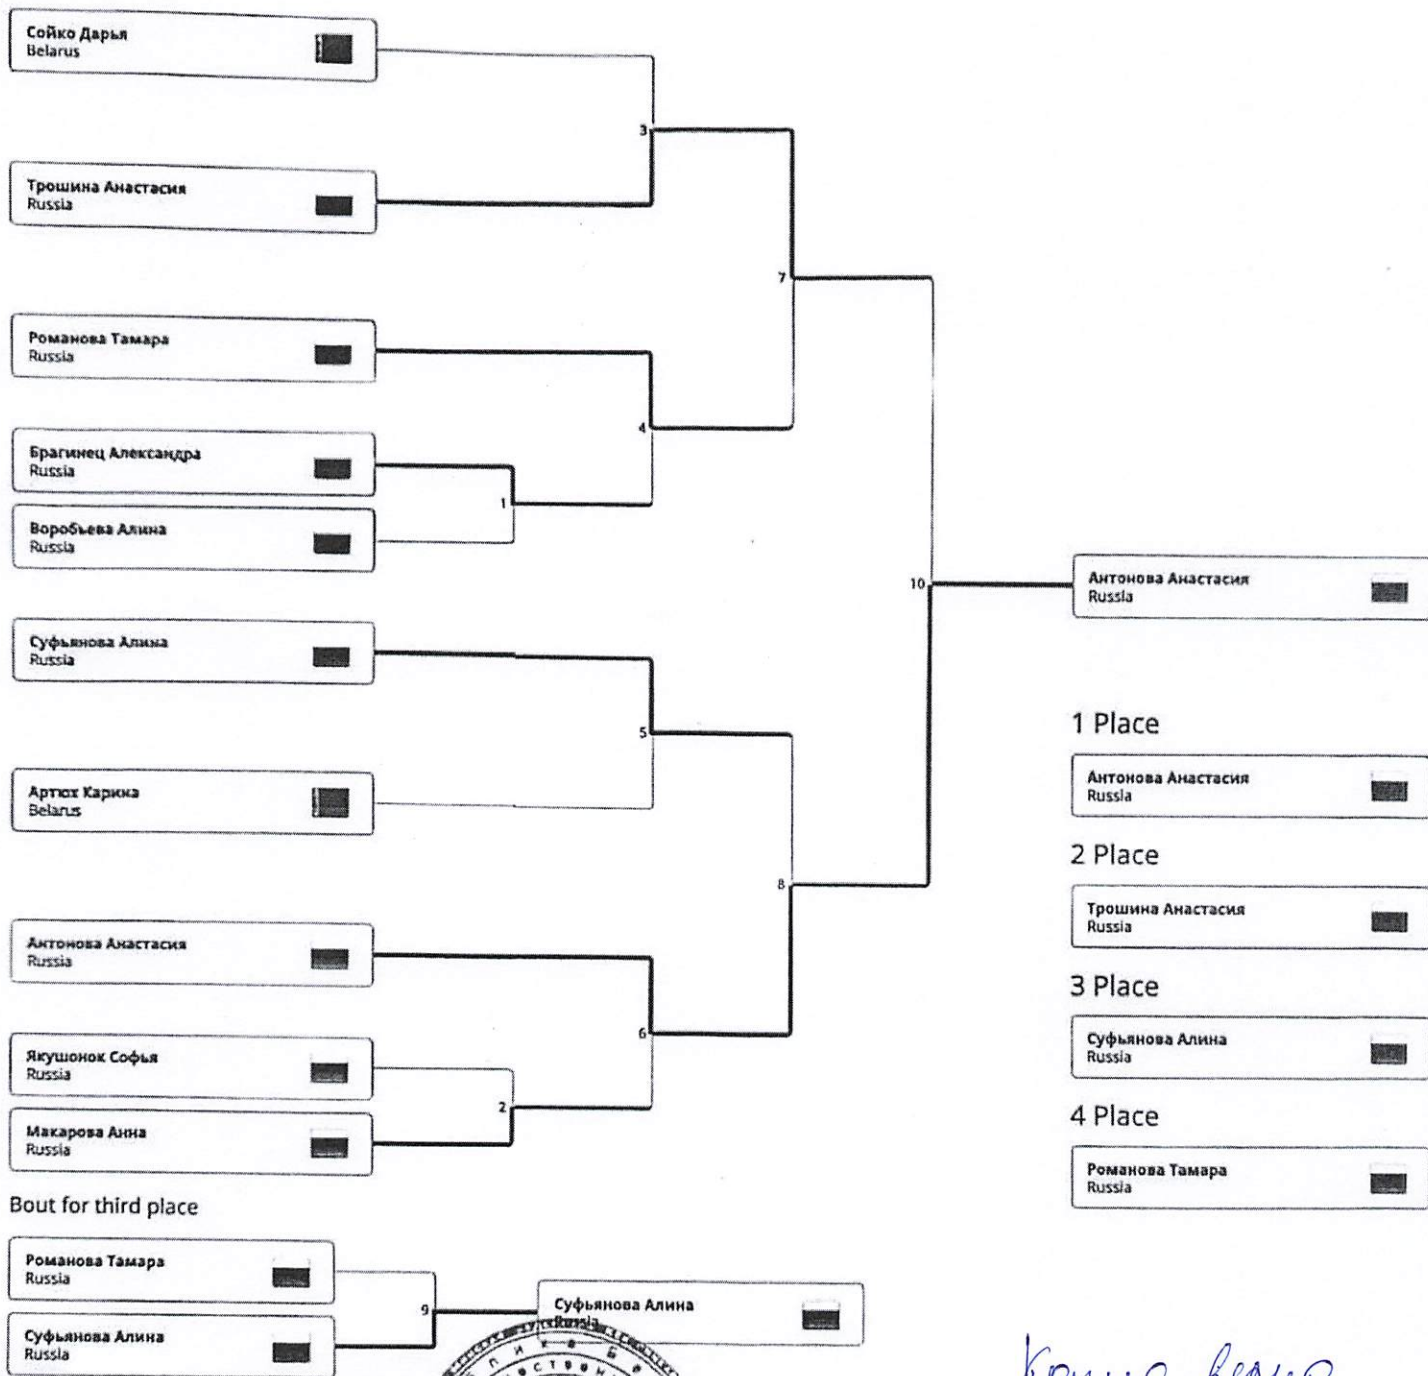 Сойко Дарья
Belarus
3
Трошина Анастасия
Russia
7
Романова Тамара
Russia
4
Брагинец Александра
Russia
1
Воробьева Алина
Russia
10
Антонова Анастасия
Russia
Суфьянова Алина
Russia
1 Place
5
Антонова Анастасия
Russia
Артюх Карина
Belarus
2 Place
8
Трошина Анастасия
Russia
Антонова Анастасия
Russia
3 Place
6
Суфьянова Алина
Russia
Якушонок Софья
Russia
2
4 Place
Макарова Анна
Russia
Романова Тамара
Russia
Bout for third place
Романова Тамара
Russia
9
Суфьянова Алина
Russia
Суфьянова Алина
Russia
Копия верна